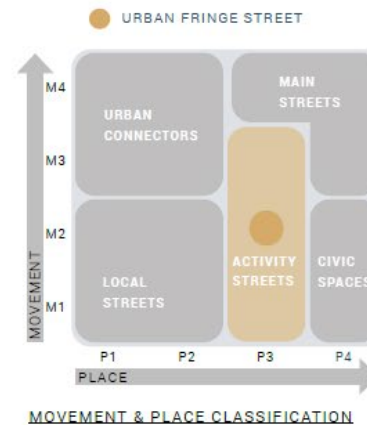 URBAN FRINGE STREET
M4
MAIN
STREETS
URBAN
CONNECTORS
M3
M2
ACTIVITY
STREETS
CIVIC
SPACES
LOCAL
STREETS
M1
MOVEMENT
P1 P2 P3 P4
PLACE
MOVEMENT & PLACE CLASSIFICATION